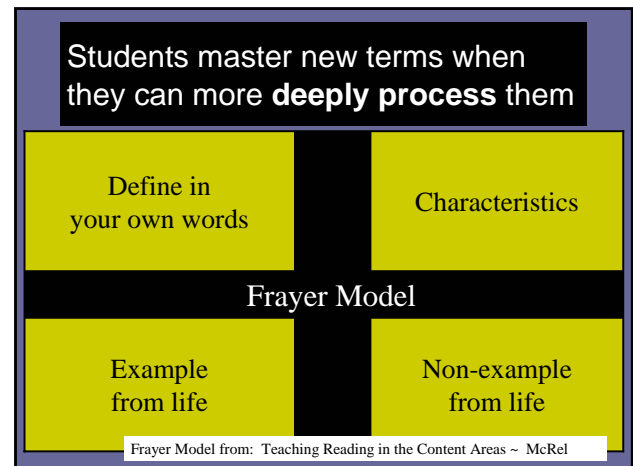 Students master new terms when
they can more deeply process them
Define in
your own words
Characteristics
Frayer Model
Example
from life
Non-example
from life
Frayer Model from:  Teaching Reading in the Content Areas ~  McRel